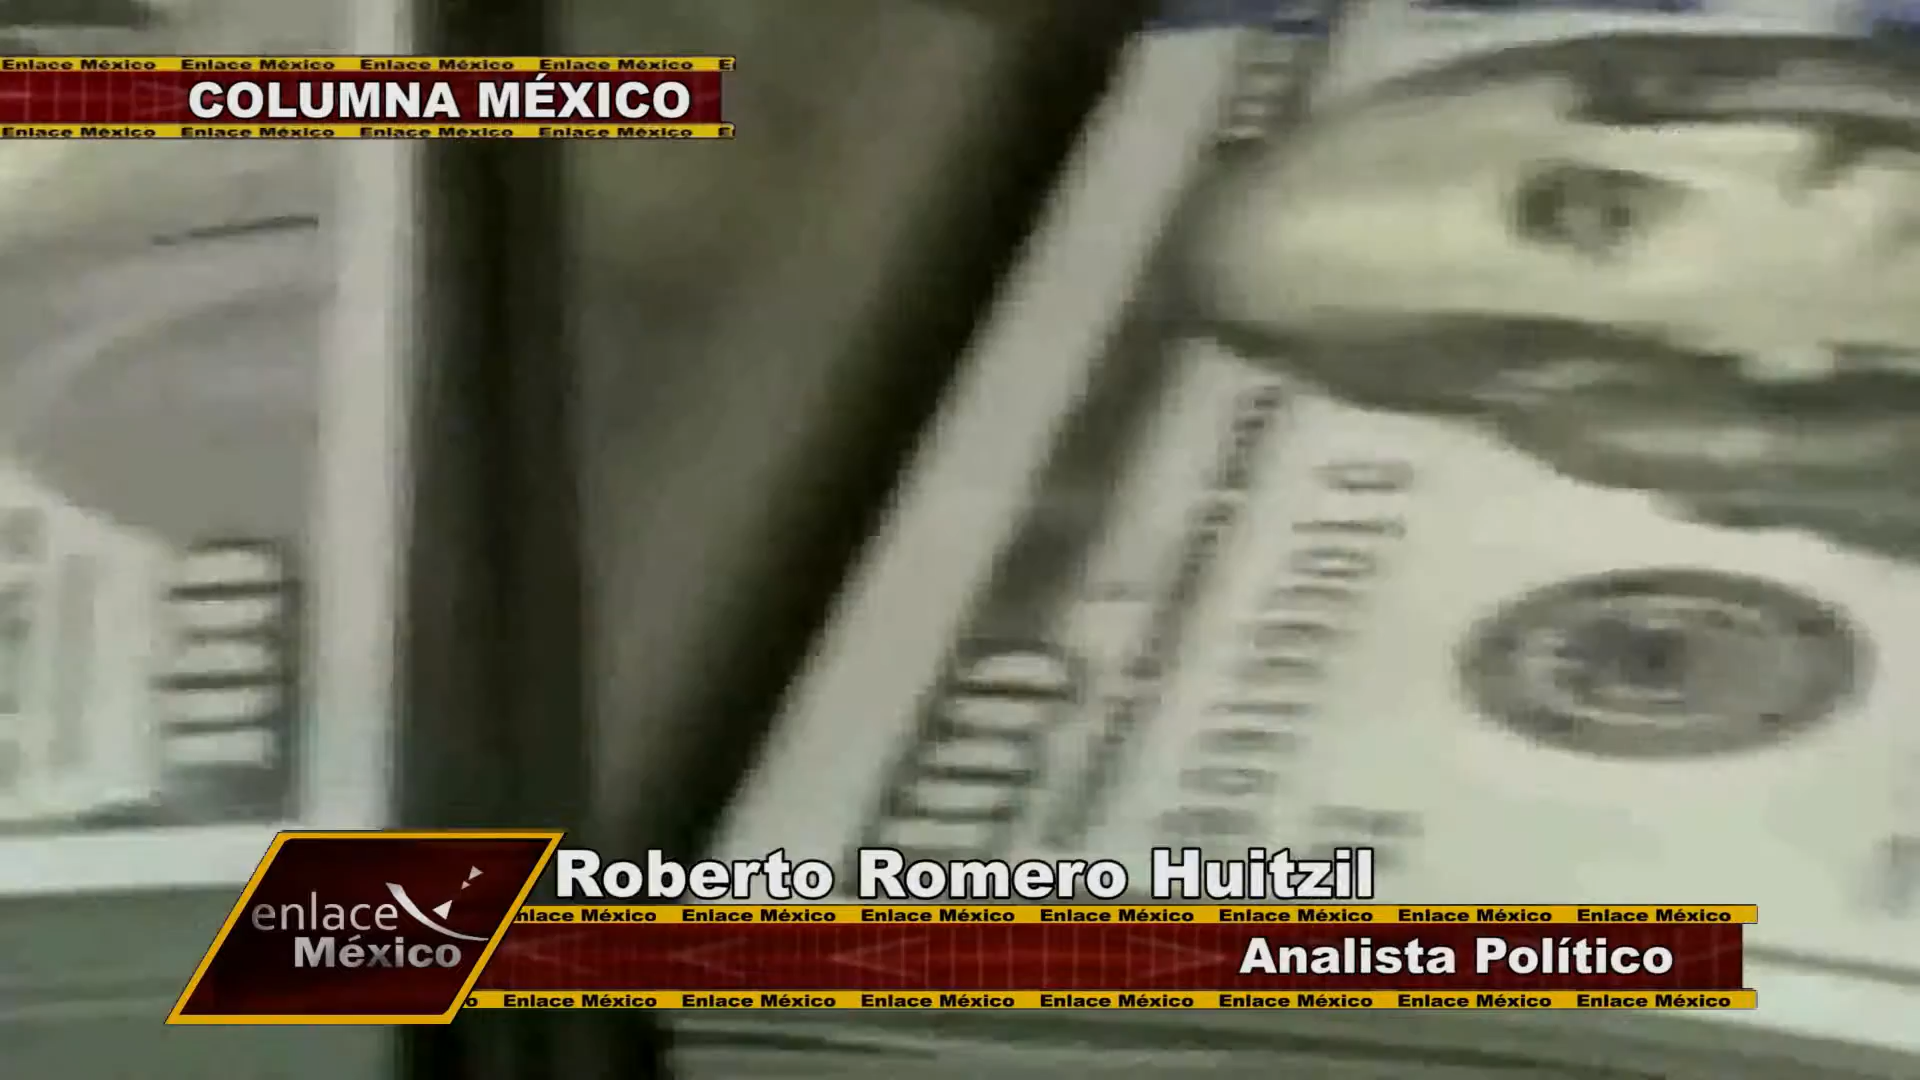 Enlace México Enlace México Enlace México Enlace México E
COLUMNA MÉXICO
Enlace México Enlace México Enlace México Enlace México E
Roberto Romero Huitzil
enlace
México
nlace México Enlace México Enlace México Enlace México Enlace México Enlace México Enlace México
Analista Político
o Enlace México Enlace México Enlace México Enlace México Enlace México Enlace México Enlace México